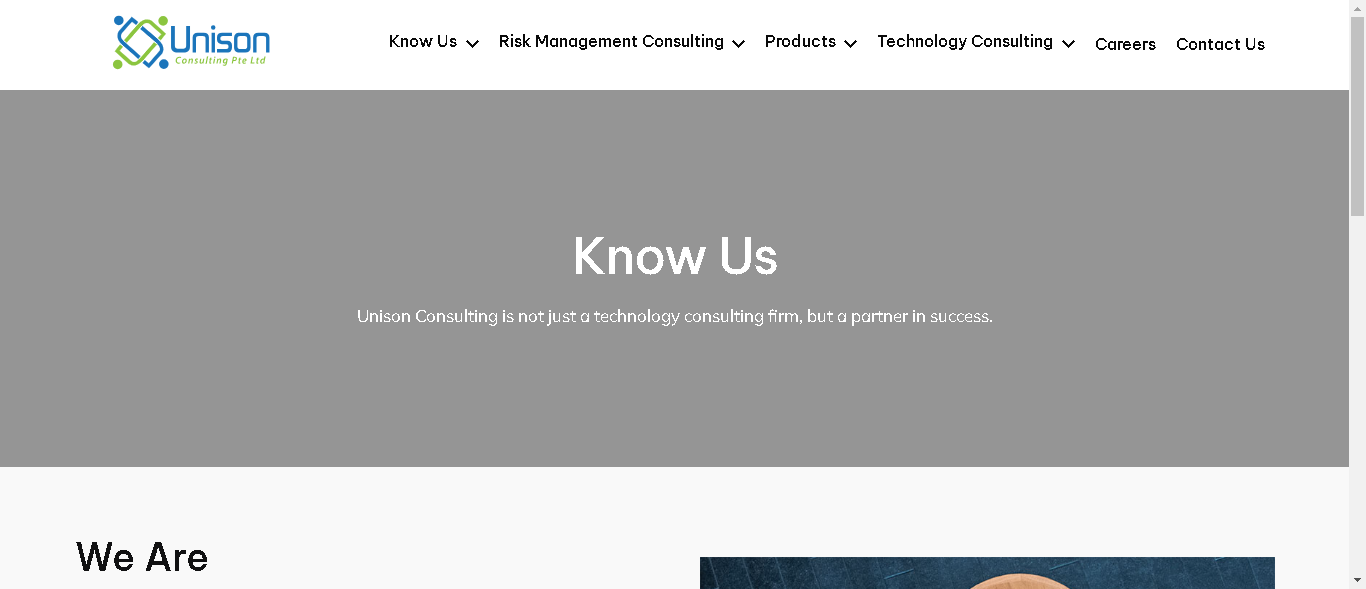 Unison
Consulting Pte Ltd
Know Us
Risk Management Consulting
Products
Technology Consulting
Careers
Contact Us
Know Us
Unison Consulting is not just a technology consulting firm, but a partner in success.
We Are